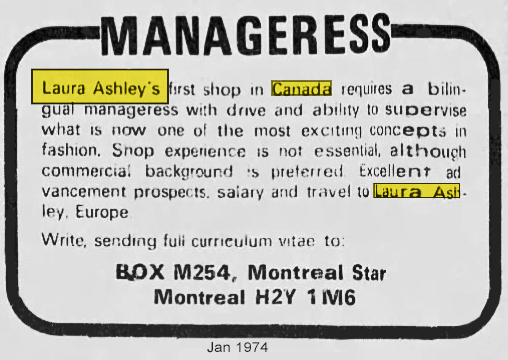 MANAGERESS
Laura Ashley's first shop in Canada requires a bilin-
gual manageress with drive and ability to supervise
what is now one of the most exciting concepts in
fashion. Shop experience is not essential, although
commercial background is preferred. Excellent ad
vancement prospects, salary and travel to Laura Ash-
ley, Europe
Write, sending full curriculum vitae to:
BOX M254, Montreal Star
Montreal H2Y 1M6
Jan 1974